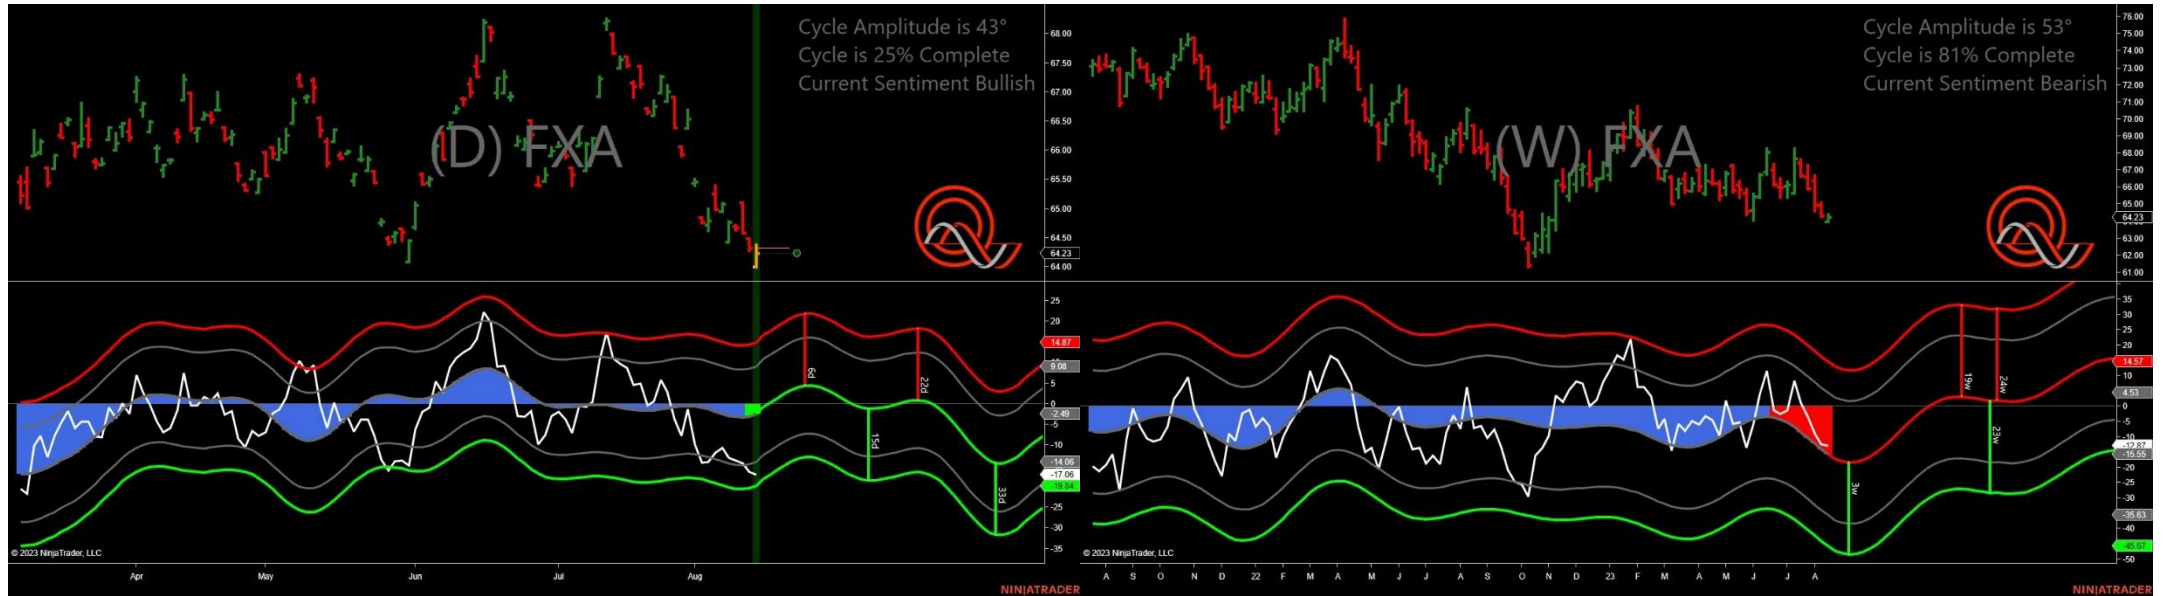 Cycle Amplitude is 43°
Cycle is 25% Complete
Current Sentiment Bullish
(D) FXA
68.00
67.50
67.00
66.50
66.00
65.50
65.00
64.50
64.23
64.00
25
20
14.87
9.08
5
0
-2.49
-5
-10
-14.06
-17.06
-19.84
-25
-30
-35
6d
15d
22d
33d
© 2023 NinjaTrader, LLC
Apr
May
Jun
Jul
Aug
NINJATRADER
Cycle Amplitude is 53°
Cycle is 81% Complete
Current Sentiment Bearish
(W) FXA
76.00
75.00
74.00
73.00
72.00
71.00
70.00
69.00
68.00
67.00
66.00
65.00
64.23
63.00
62.00
61.00
35
30
25
20
14.57
10
4.53
0
-5
-12.87
-15.55
-20
-25
-30
-35.63
-40
-45.67
-50
3w
19w
23w
24w
© 2023 NinjaTrader, LLC
A S O N D 22 F M A M J J A S O N D 23 F M A M J J A
NINJATRADER